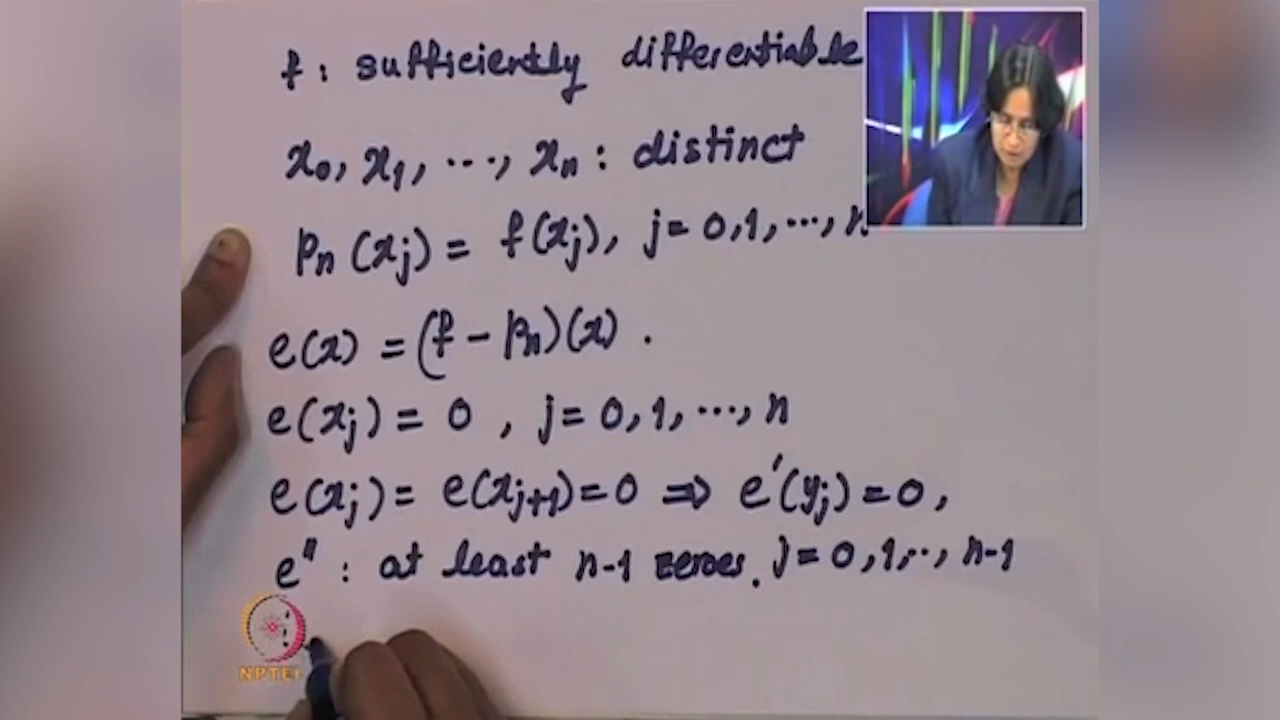 f : sufficiently differentiable
x₀, x₁, ..., xₙ : distinct
pₙ(xⱼ) = f(xⱼ), j = 0,1, ..., n
e(x) = (f - pₙ)(x) .
e(xⱼ) = 0 , j = 0,1, ..., n
e(xⱼ) = e(xⱼ₊₁) = 0 ⇒ e′(yⱼ) = 0 ,
e″ : at least n-1 zeroes. j = 0,1,.., n-1
NPTEL